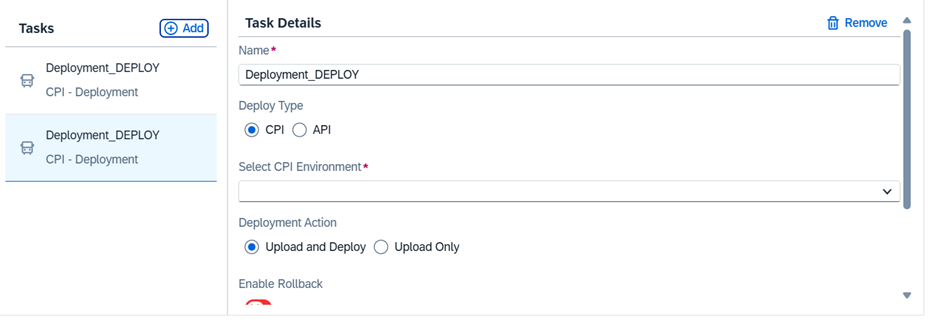 Tasks
Add
Deployment_DEPLOY
CPI - Deployment
Deployment_DEPLOY
CPI - Deployment
Task Details
Remove
Name*
Deployment_DEPLOY
Deploy Type
CPI API
Select CPI Environment*
Deployment Action
Upload and Deploy Upload Only
Enable Rollback